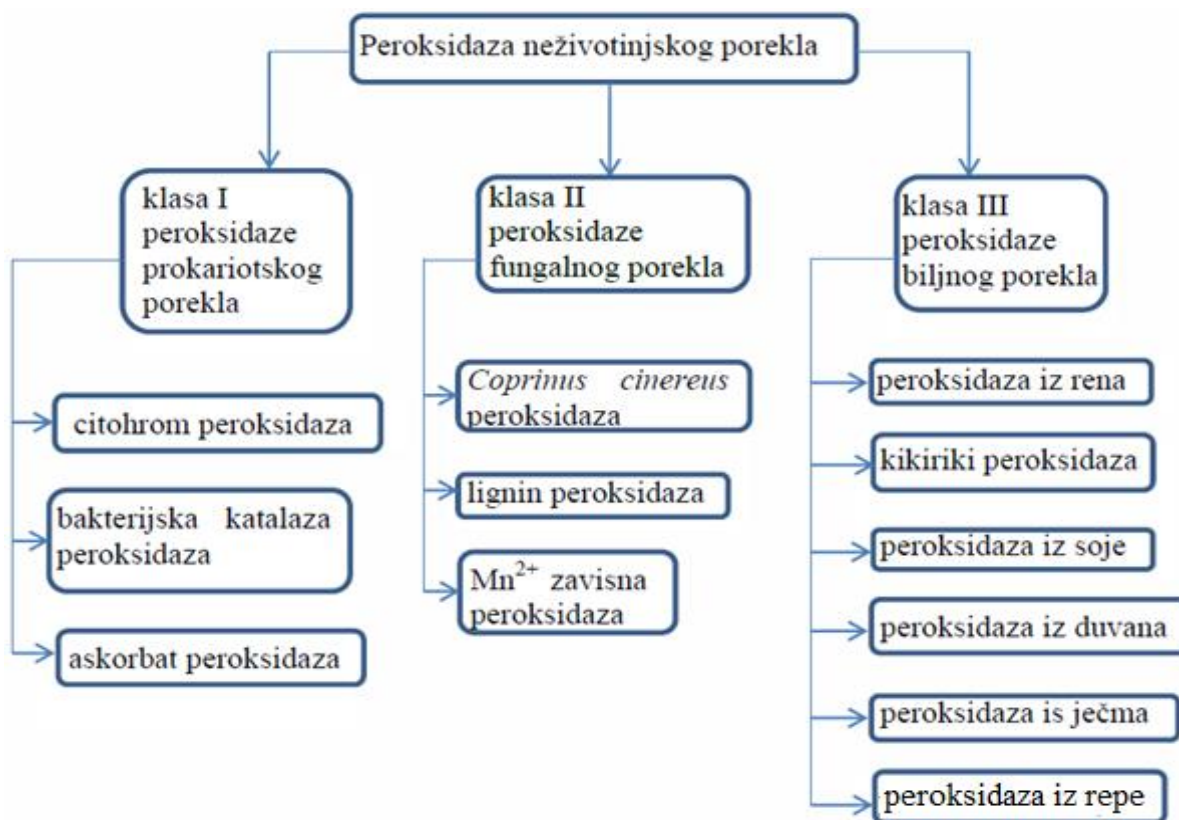 Peroksidaza neživotinjskog porekla
klasa I
peroksidaze
prokariotskog
porekla
citohrom peroksidaza
bakterijska katalaza
peroksidaza
askorbat peroksidaza
klasa II
peroksidaze
fungalnog porekla
Coprinus cinereus
peroksidaza
lignin peroksidaza
Mn²⁺ zavisna
peroksidaza
klasa III
peroksidaze
biljnog porekla
peroksidaza iz rena
kikiriki peroksidaza
peroksidaza iz soje
peroksidaza iz duvana
peroksidaza is ječma
peroksidaza iz repe